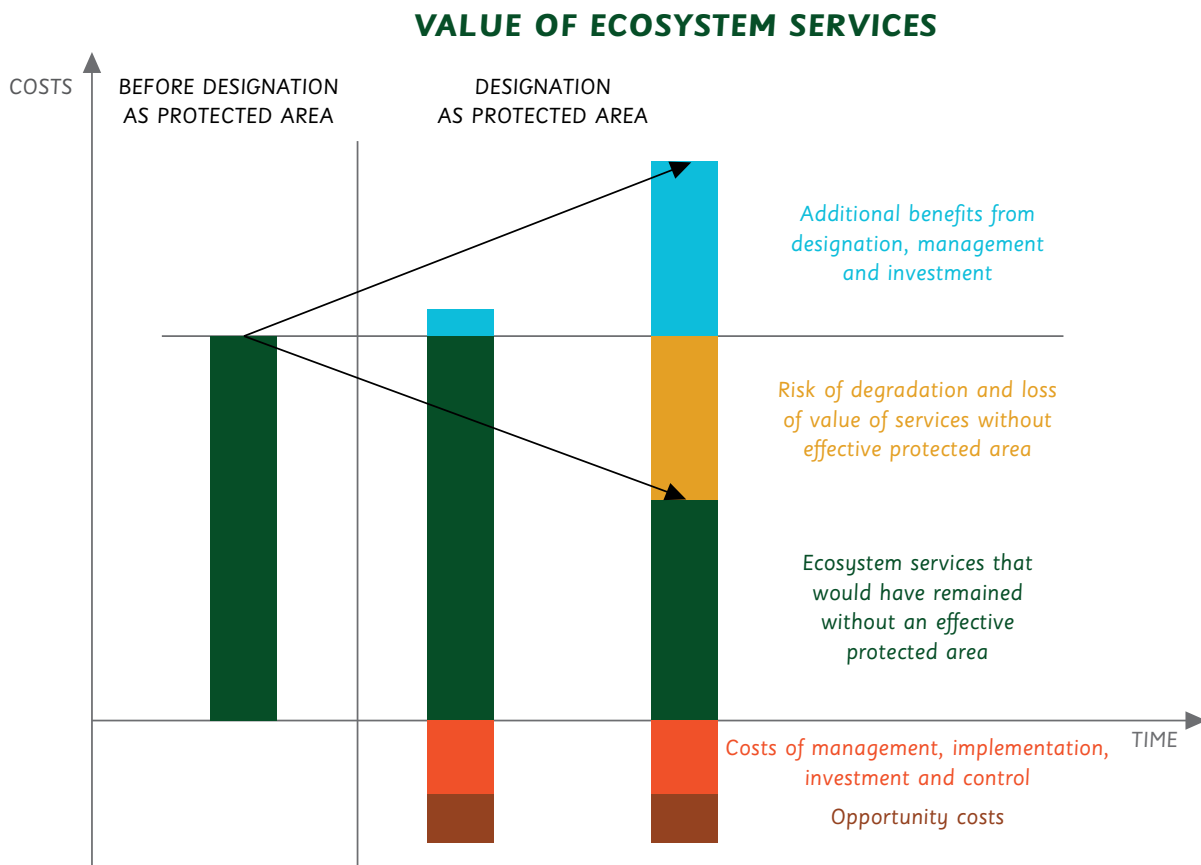 VALUE OF ECOSYSTEM SERVICES
COSTS
BEFORE DESIGNATION
AS PROTECTED AREA
DESIGNATION
AS PROTECTED AREA
Additional benefits from
designation, management
and investment
Risk of degradation and loss
of value of services without
effective protected area
Ecosystem services that
would have remained
without an effective
protected area
TIME
Costs of management, implementation,
investment and control
Opportunity costs